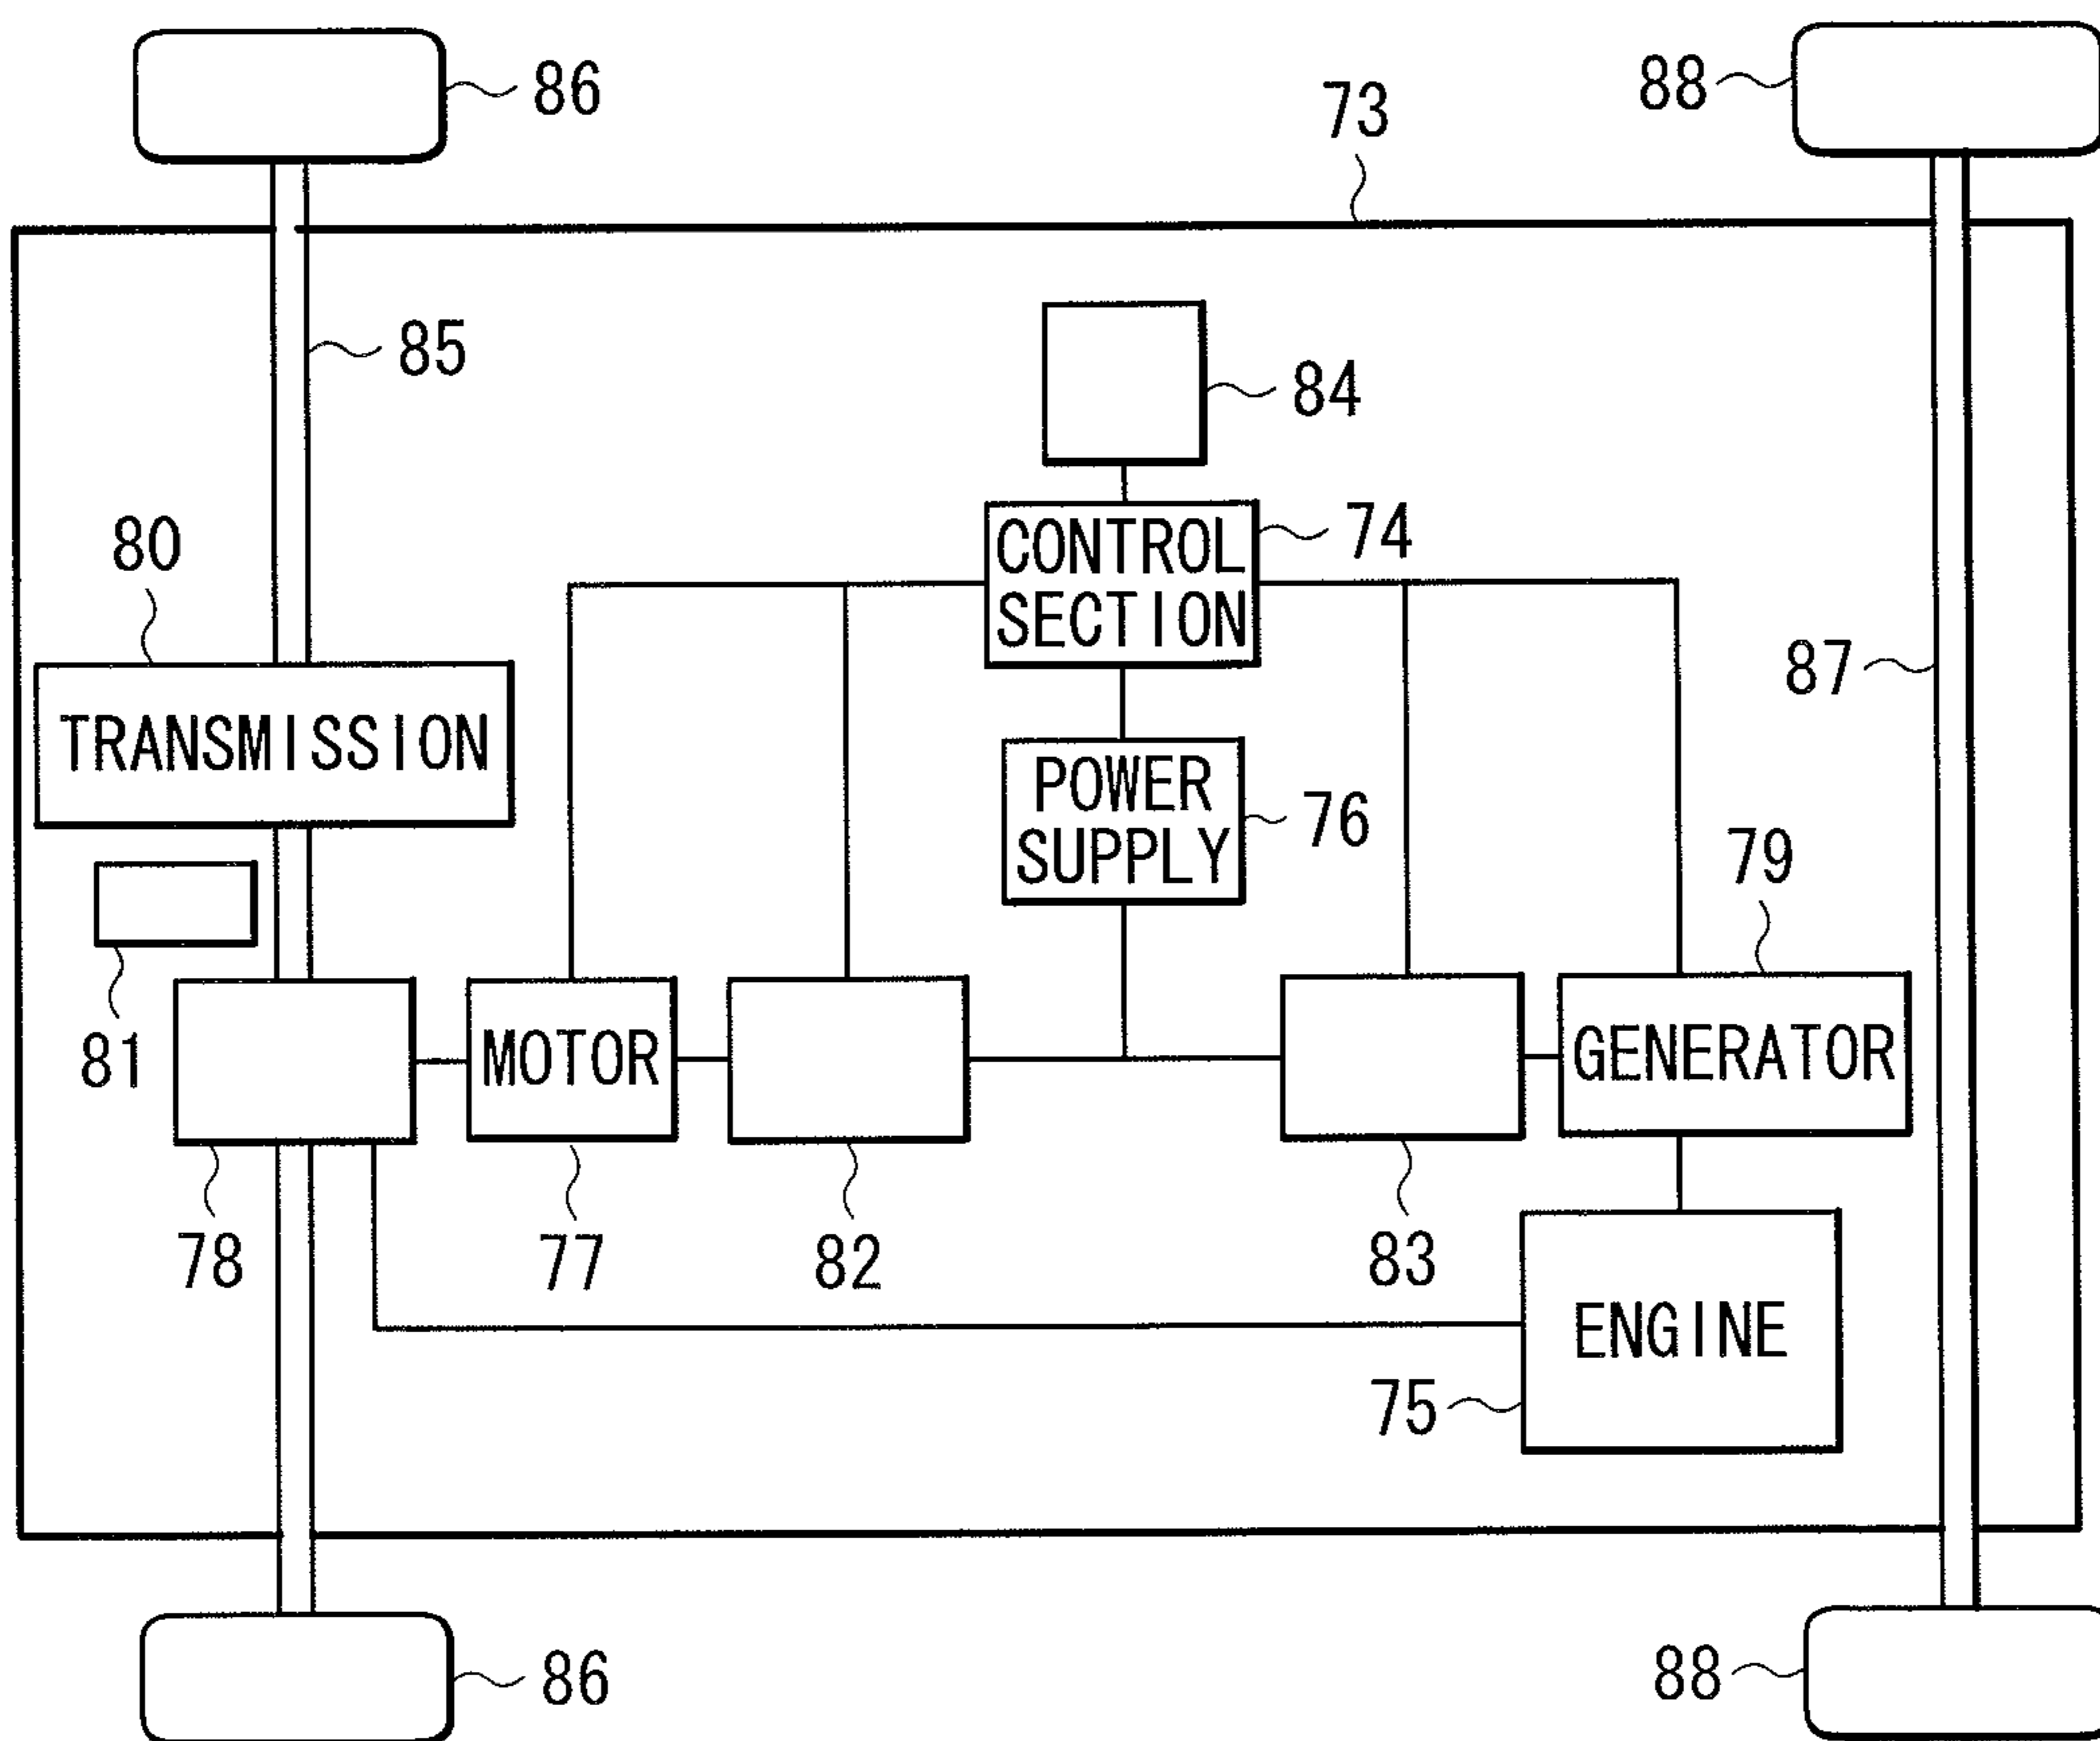 86
88
73
85
84
80
CONTROL
SECTION
74
87
TRANSMISSION
POWER
SUPPLY
76
79
81
MOTOR
GENERATOR
78
77
82
83
ENGINE
75
86
88